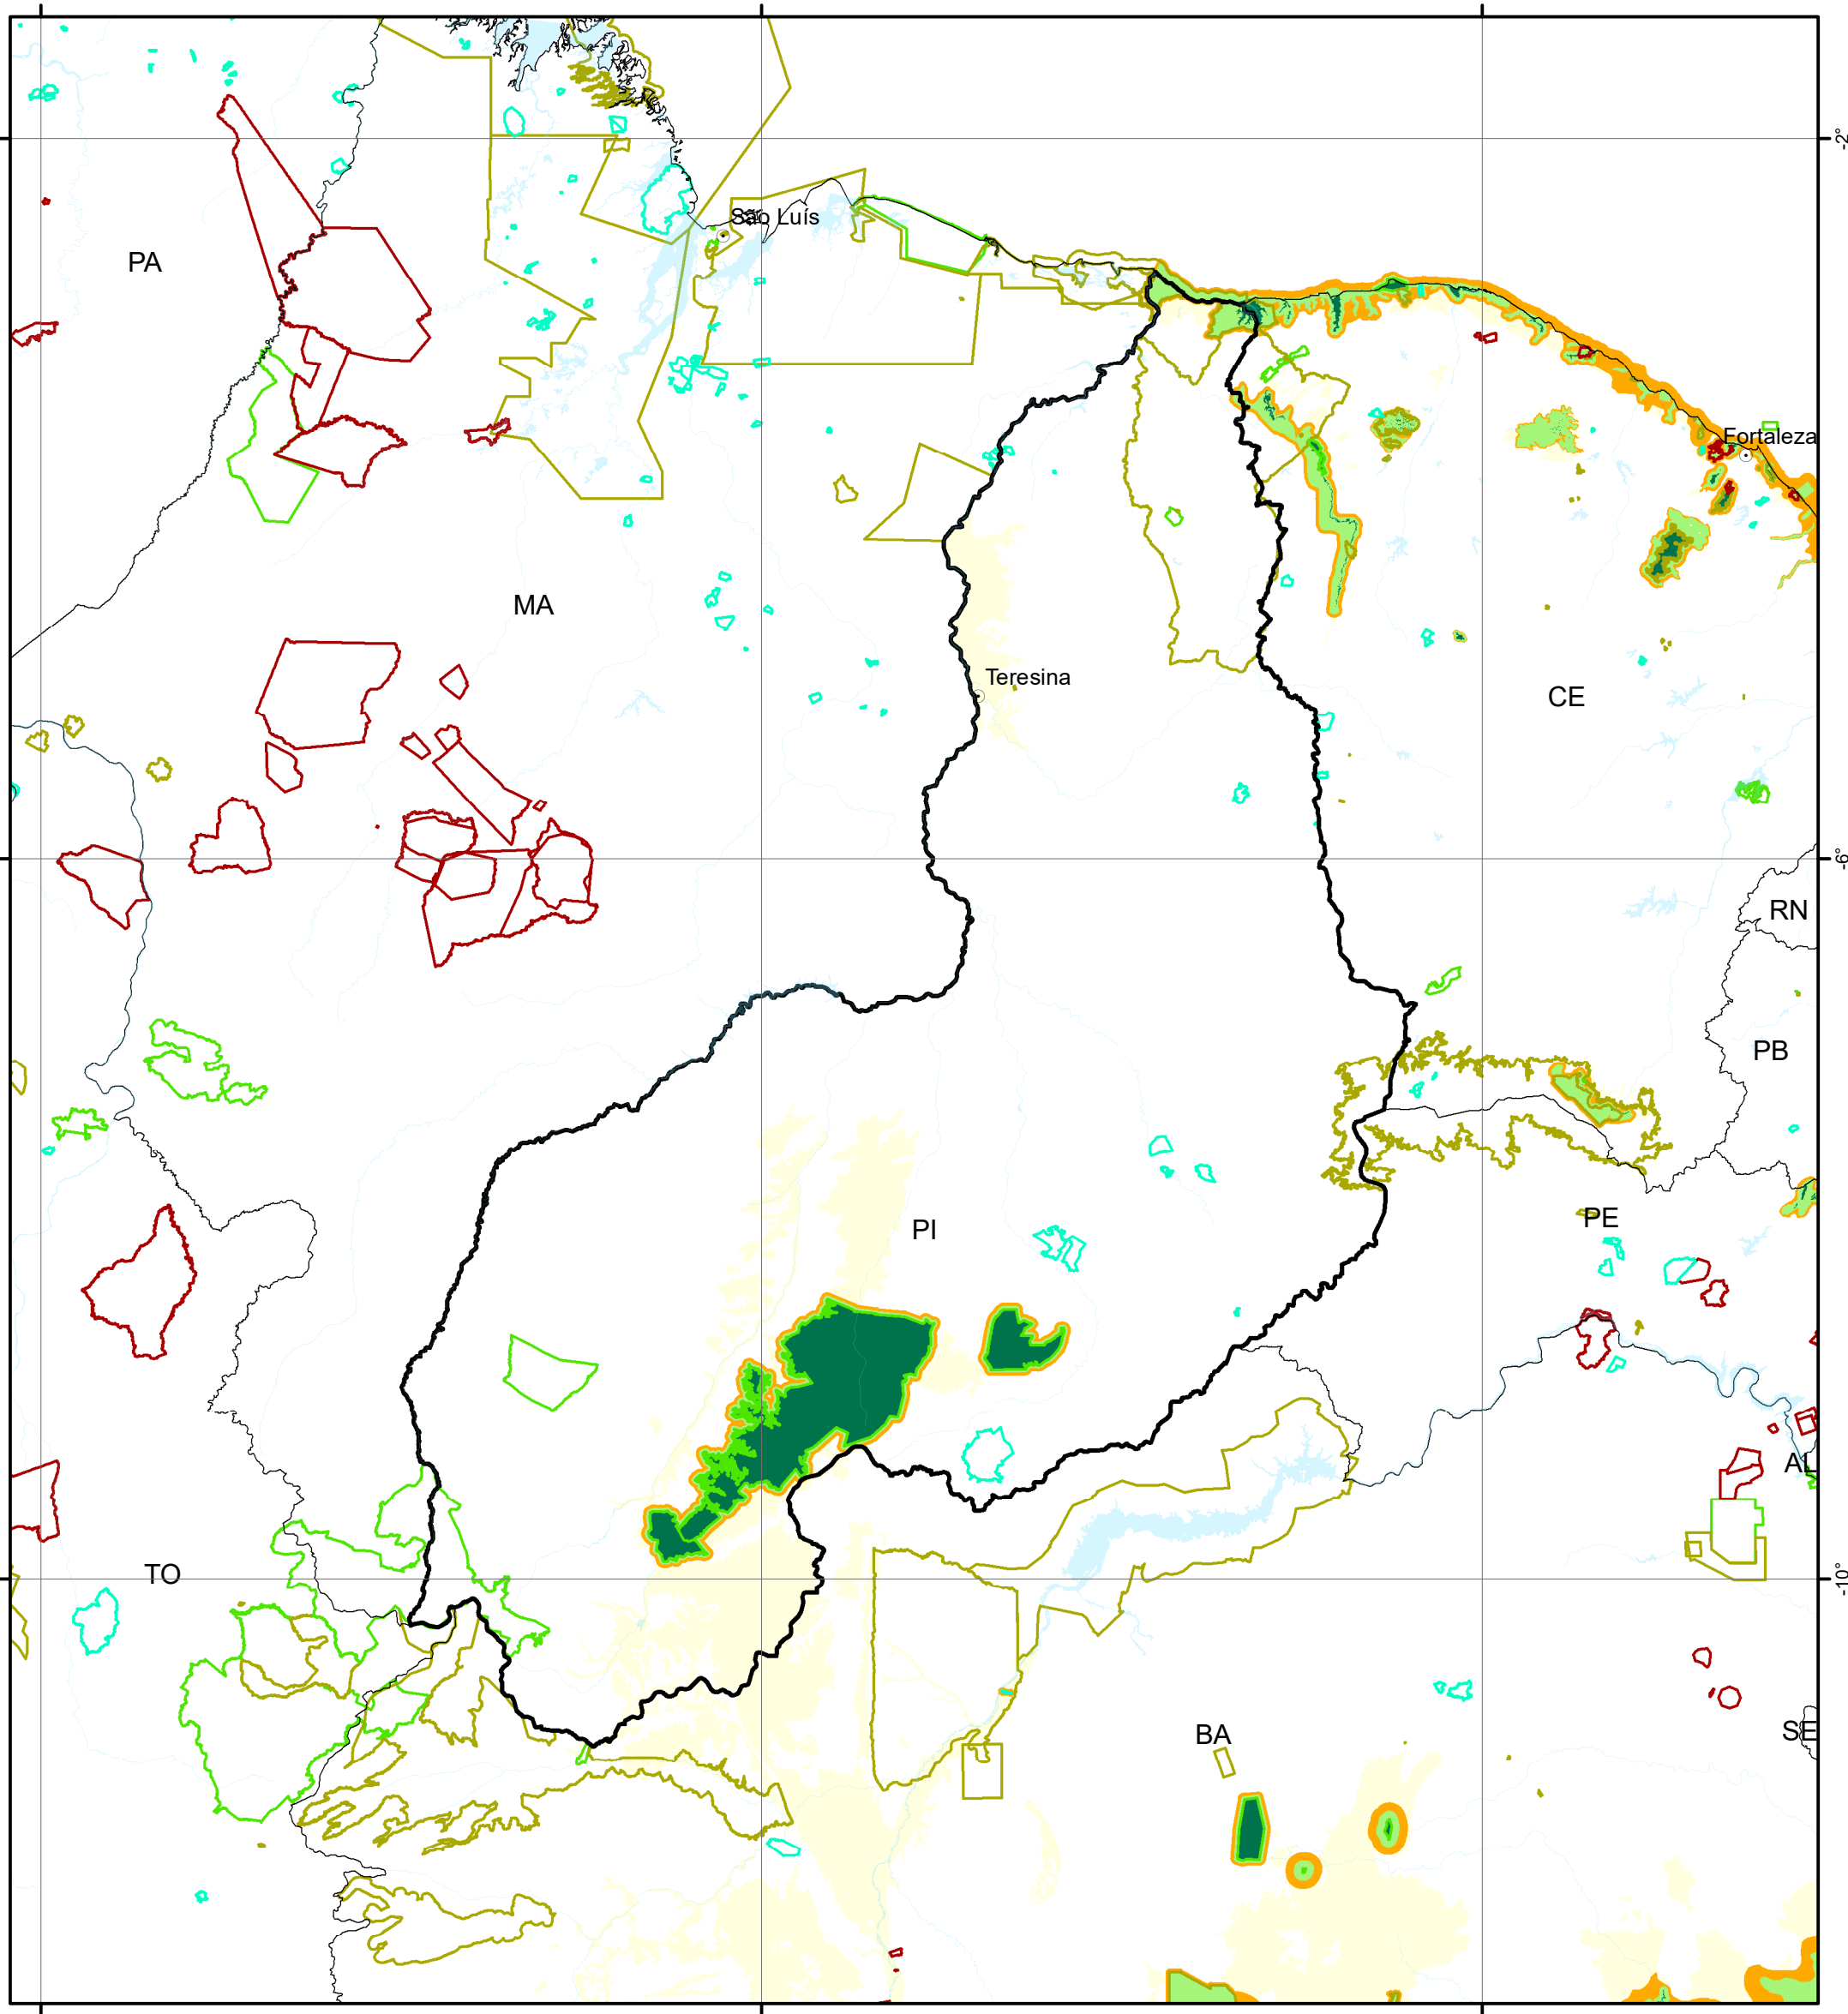 -2°
São Luís
PA
Fortaleza
MA
Teresina
CE
-6°
RN
PB
PE
PI
AL
TO
-10°
BA
SE